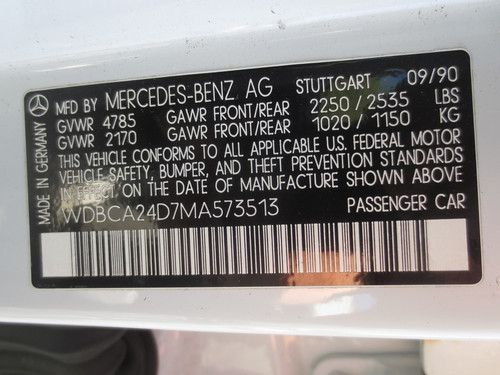 MADE IN GERMANY
MFD BY MERCEDES-BENZ AG STUTTGART 09/90
GVWR 4785 GAWR FRONT/REAR 2250 / 2535 LBS
GVWR 2170 GAWR FRONT/REAR 1020 / 1150 KG
THIS VEHICLE CONFORMS TO ALL APPLICABLE U.S. FEDERAL MOTOR
VEHICLE SAFETY, BUMPER, AND THEFT PREVENTION STANDARDS
IN EFFECT ON THE DATE OF MANUFACTURE SHOWN ABOVE
WDBCA24D7MA573513 PASSENGER CAR